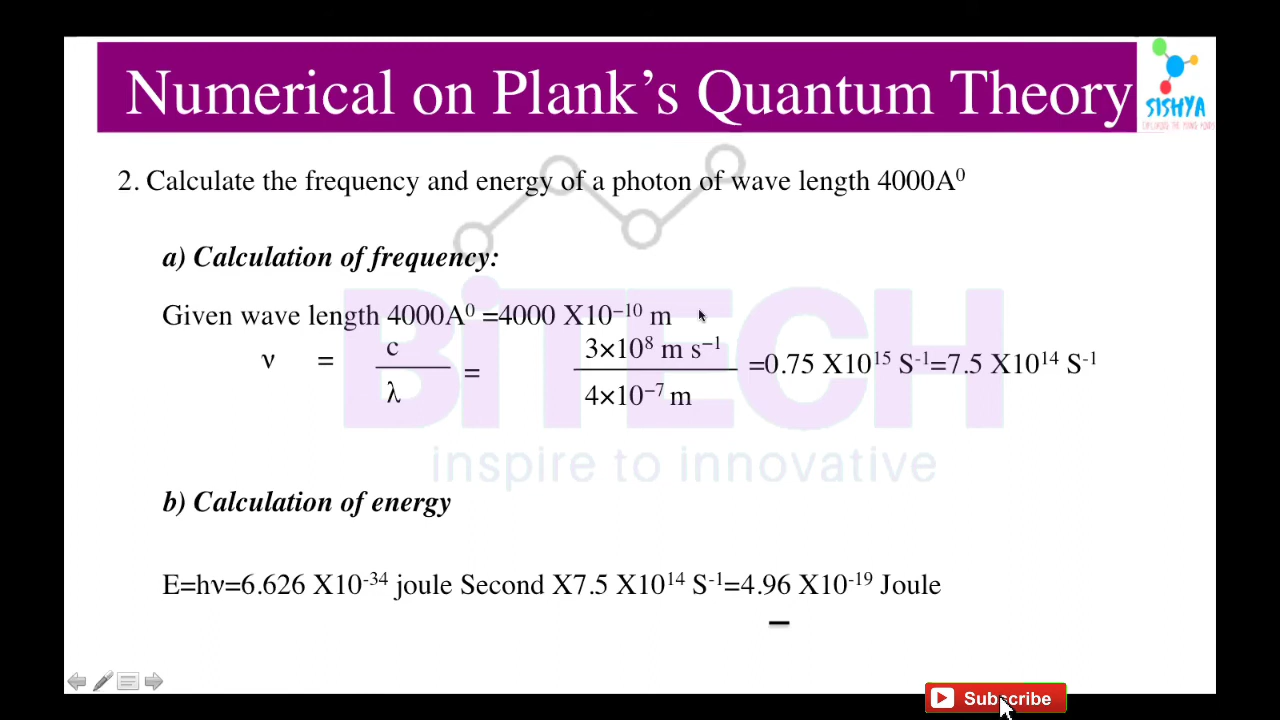 Numerical on Plank's Quantum Theory
SISHYA
2. Calculate the frequency and energy of a photon of wave length 4000A⁰
a) Calculation of frequency:
BiTECH
inspire to innovative
Given wave length 4000A⁰ =4000 X10⁻¹⁰ m
ν = c/λ = 3×10⁸ m s⁻¹ / 4×10⁻⁷ m =0.75 X10¹⁵ S⁻¹=7.5 X10¹⁴ S⁻¹
b) Calculation of energy
E=hν=6.626 X10⁻³⁴ joule Second X7.5 X10¹⁴ S⁻¹=4.96 X10⁻¹⁹ Joule
Subscribe